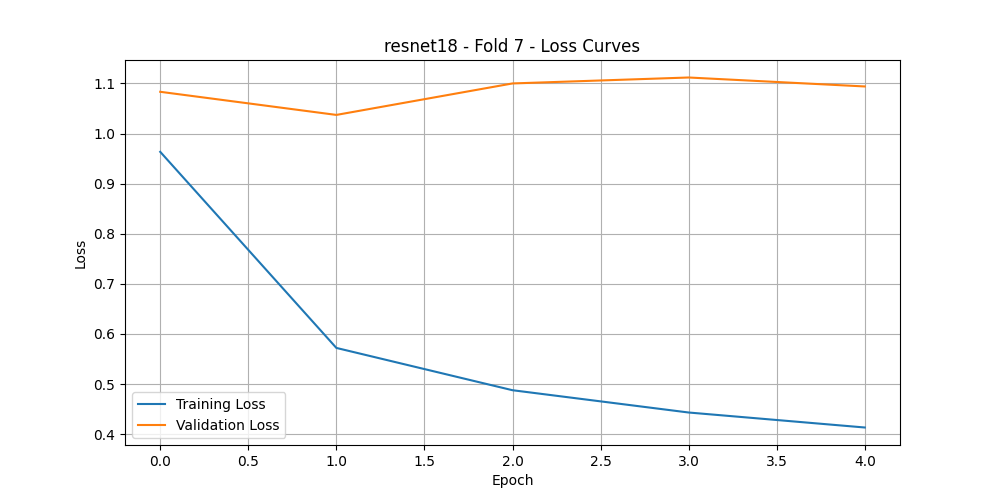 resnet18 - Fold 7 - Loss Curves
1.1
1.0
0.9
0.8
0.7
0.6
0.5
0.4
Loss
Training Loss
Validation Loss
0.0 0.5 1.0 1.5 2.0 2.5 3.0 3.5 4.0
Epoch